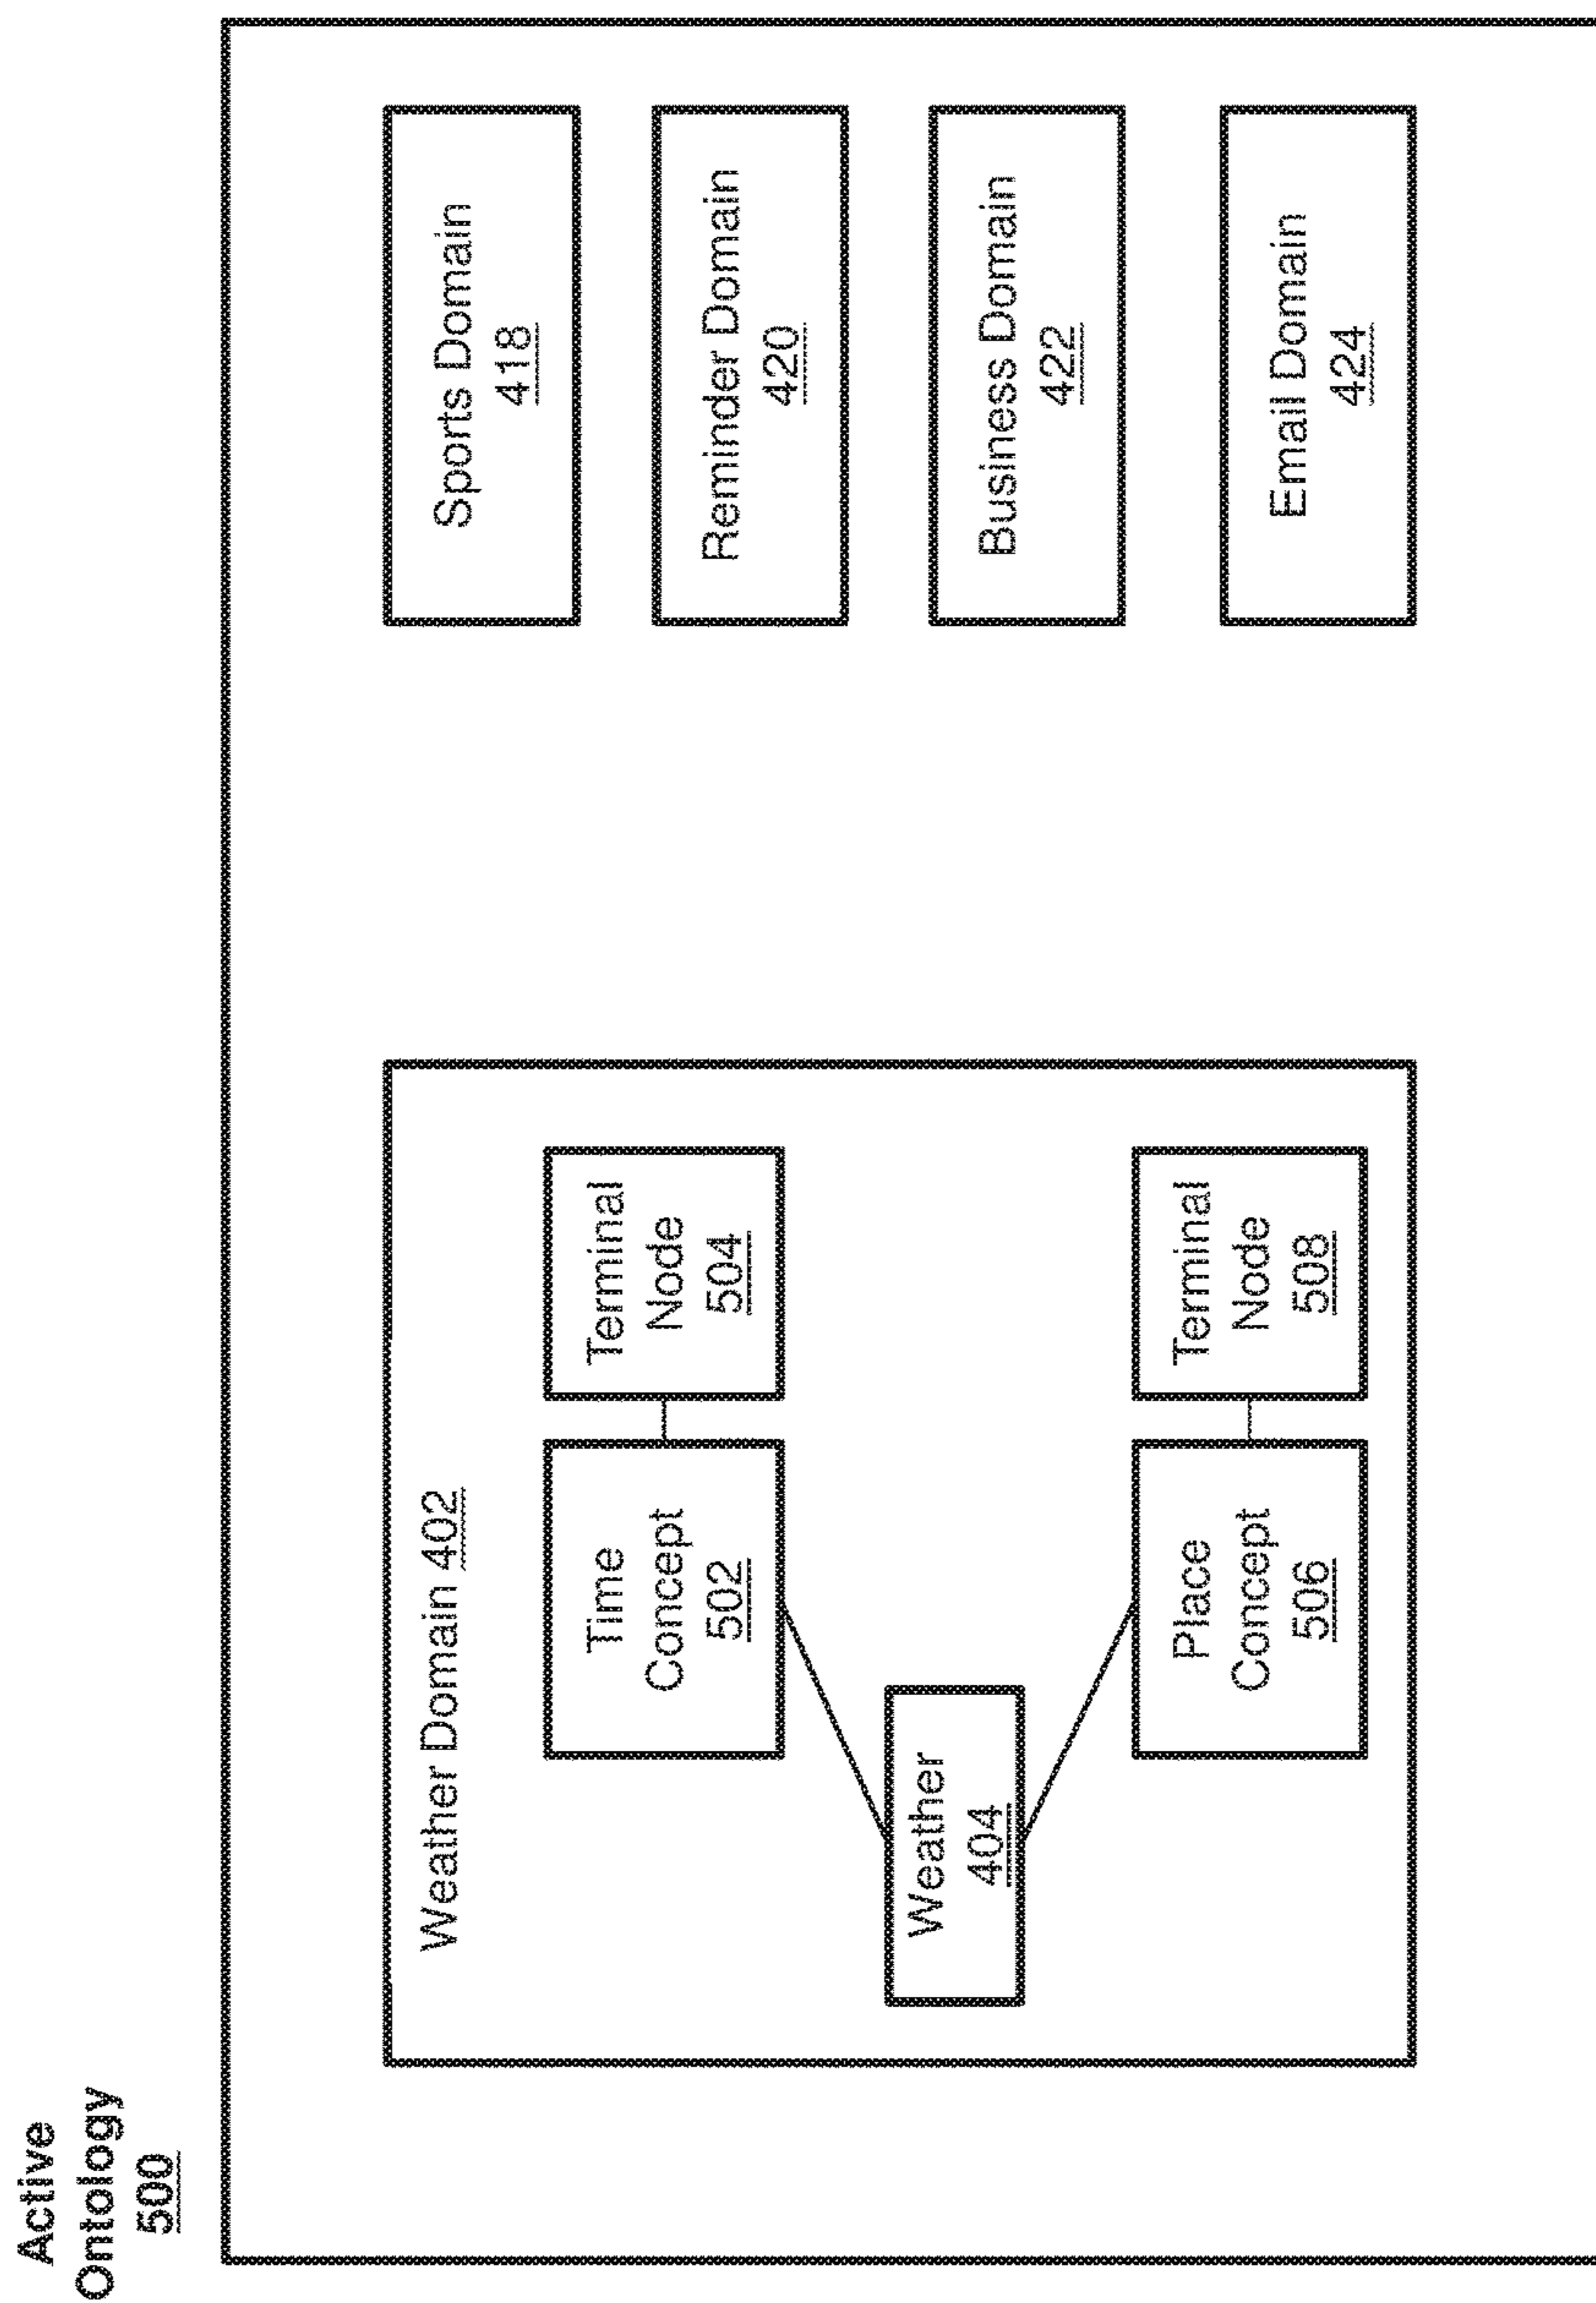 Active
Ontology
500
Weather Domain 402
Time
Concept
502
Terminal
Node
504
Weather
404
Place
Concept
506
Terminal
Node
508
Sports Domain
418
Reminder Domain
420
Business Domain
422
Email Domain
424